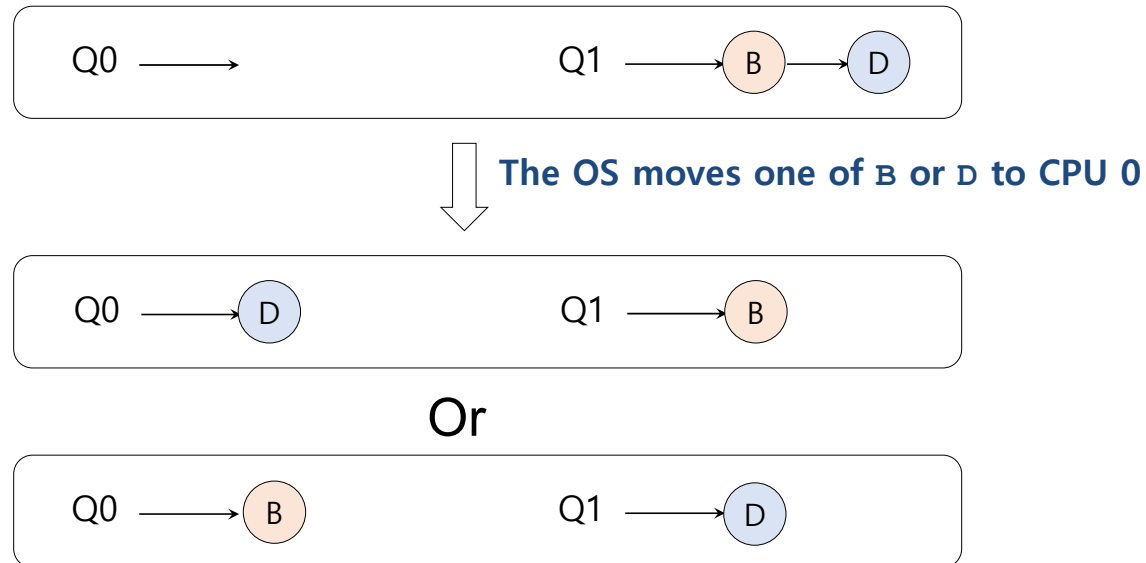 Q0 Q1 B D
The OS moves one of B or D to CPU 0
Q0 D Q1 B
Or
Q0 B Q1 D